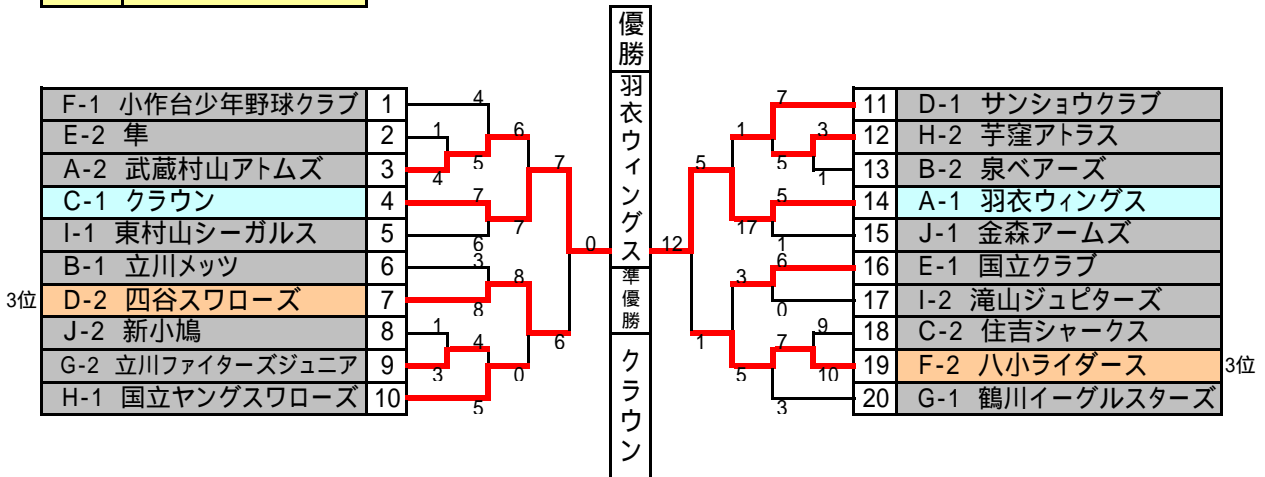 優勝
羽衣ウィングス
準優勝
クラウン
F-1 小作台少年野球クラブ 1
E-2 隼 2
A-2 武蔵村山アトムズ 3
C-1 クラウン 4
I-1 東村山シーガルス 5
B-1 立川メッツ 6
3位 D-2 四谷スワローズ 7
J-2 新小鳩 8
G-2 立川ファイターズジュニア 9
H-1 国立ヤングスワローズ 10
4
1
6
5
4
7
7
7
6
0
3
8
8
1
6
4
3
0
5
12
7
1
3
5
1
5
5
17
1
6
3
0
1
9
7
5
10
3
11 D-1 サンショウクラブ
12 H-2 芋窪アトラス
13 B-2 泉ベアーズ
14 A-1 羽衣ウィングス
15 J-1 金森アームズ
16 E-1 国立クラブ
17 I-2 滝山ジュピターズ
18 C-2 住吉シャークス
19 F-2 八小ライダース 3位
20 G-1 鶴川イーグルスターズ